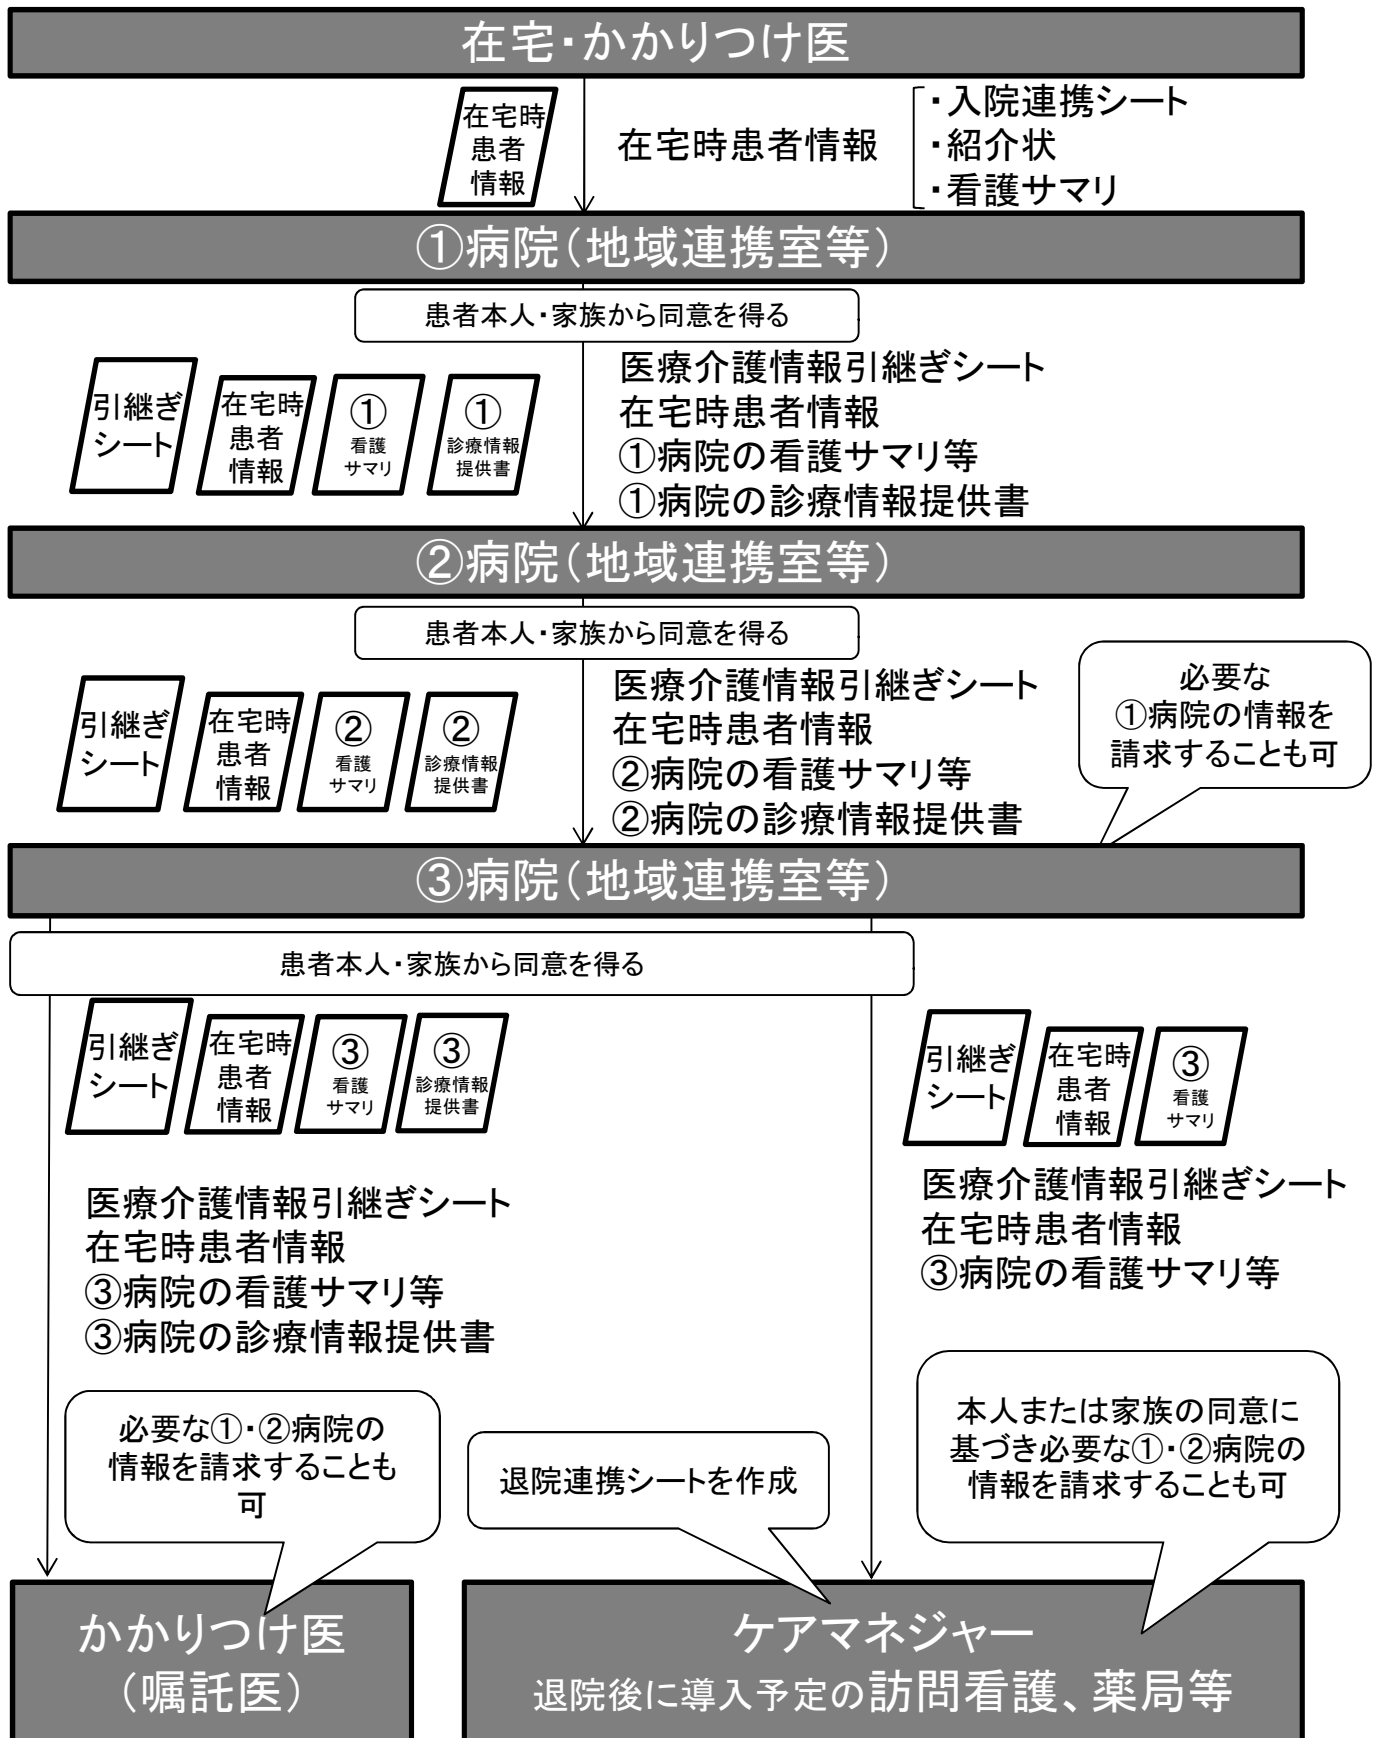 在宅・かかりつけ医
在宅時
患者
情報
在宅時患者情報
・入院連携シート
・紹介状
・看護サマリ
①病院（地域連携室等）
患者本人・家族から同意を得る
引継ぎ
シート
在宅時
患者
情報
①
看護
サマリ
①
診療情報
提供書
医療介護情報引継ぎシート
在宅時患者情報
①病院の看護サマリ等
①病院の診療情報提供書
②病院（地域連携室等）
患者本人・家族から同意を得る
引継ぎ
シート
在宅時
患者
情報
②
看護
サマリ
②
診療情報
提供書
医療介護情報引継ぎシート
在宅時患者情報
②病院の看護サマリ等
②病院の診療情報提供書
必要な
①病院の情報を
請求することも可
③病院（地域連携室等）
患者本人・家族から同意を得る
引継ぎ
シート
在宅時
患者
情報
③
看護
サマリ
③
診療情報
提供書
医療介護情報引継ぎシート
在宅時患者情報
③病院の看護サマリ等
③病院の診療情報提供書
引継ぎ
シート
在宅時
患者
情報
③
看護
サマリ
医療介護情報引継ぎシート
在宅時患者情報
③病院の看護サマリ等
必要な①・②病院の
情報を請求することも
可
退院連携シートを作成
本人または家族の同意に
基づき必要な①・②病院の
情報を請求することも可
かかりつけ医
（嘱託医）
ケアマネジャー
退院後に導入予定の訪問看護、薬局等